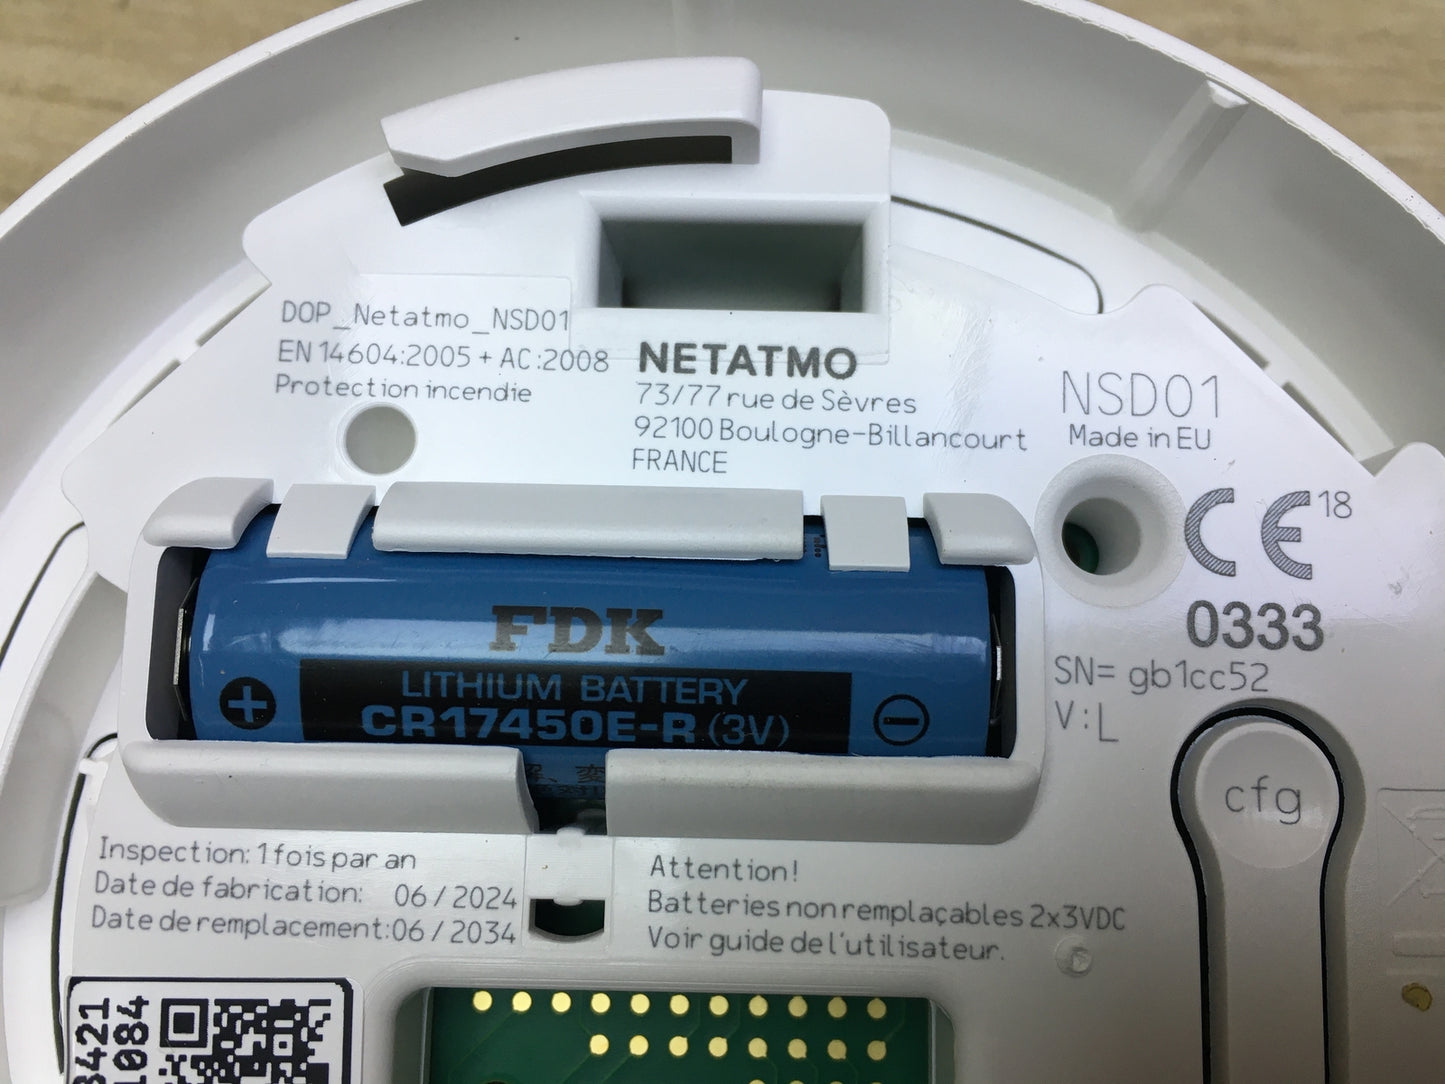 DOP_Netatmo_NSD01
EN 14604:2005 + AC:2008
Protection incendie
NETATMO
73/77 rue de Sèvres
92100 Boulogne-Billancourt
FRANCE
NSD01
Made in EU
CE 18
0333
SN= gb1cc52
V:L
FDK
LITHIUM BATTERY
CR17450E-R (3V)
+
−
cfg
Inspection: 1 fois par an
Date de fabrication: 06/2024
Date de remplacement: 06/2034
Attention!
Batteries non remplaçables 2x3VDC
Voir guide de l'utilisateur.